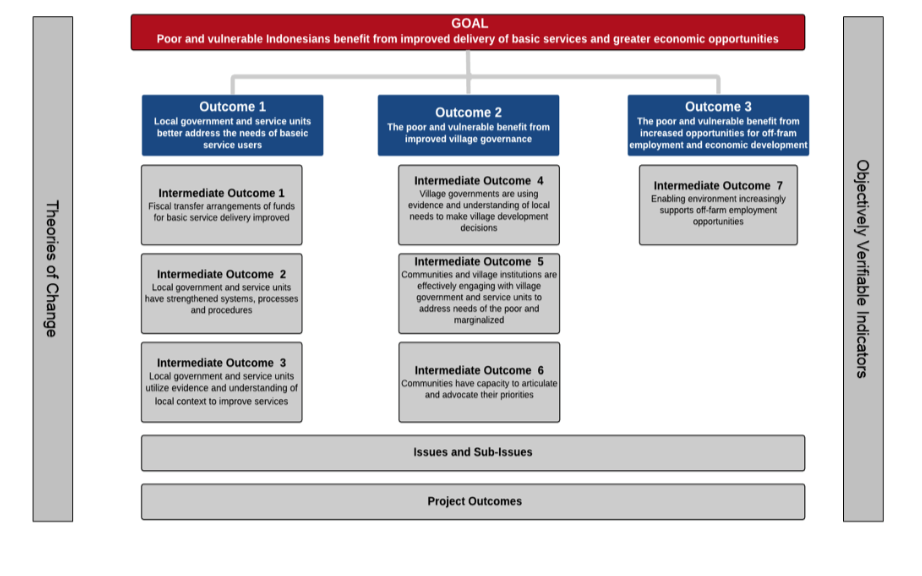 GOAL
Poor and vulnerable Indonesians benefit from improved delivery of basic services and greater economic opportunities
Theories of Change
Outcome 1
Local government and service units
better address the needs of baseic
service users
Intermediate Outcome 1
Fiscal transfer arrangements of funds
for basic service delivery improved
Intermediate Outcome 2
Local government and service units
have strengthened systems, processes
and procedures
Intermediate Outcome 3
Local government and service units
utilize evidence and understanding of
local context to improve services
Outcome 2
The poor and vulnerable benefit from
improved village governance
Intermediate Outcome 4
Village governments are using
evidence and understanding of local
needs to make village development
decisions
Intermediate Outcome 5
Communities and village institutions are
effectively engaging with village
government and service units to
address needs of the poor and
marginalized
Intermediate Outcome 6
Communities have capacity to articulate
and advocate their priorities
Outcome 3
The poor and vulnerable benefit from
increased opportunities for off-fram
employment and economic development
Intermediate Outcome 7
Enabling environment increasingly
supports off-farm employment
opportunities
Issues and Sub-Issues
Project Outcomes
Objectively Verifiable Indicators